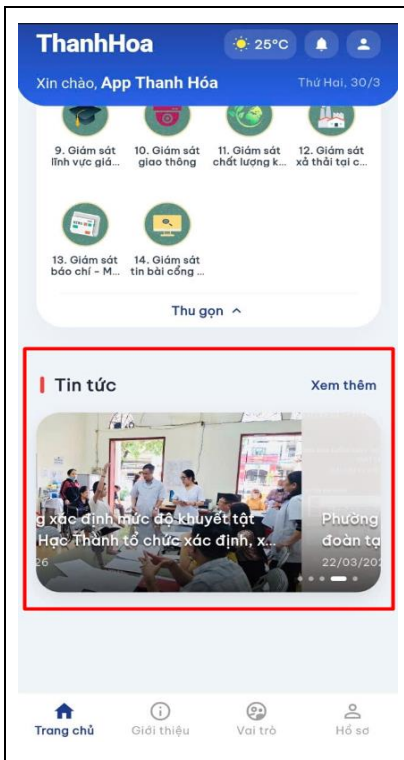 ThanhHoa
25°C
Xin chào, App Thanh Hóa
Thứ Hai, 30/3
9. Giám sát
lĩnh vực giá...
10. Giám sát
giao thông
11. Giám sát
chất lượng k...
12. Giám sát
xả thải tại c...
13. Giám sát
báo chí - M...
14. Giám sát
tin bài cổng ...
Thu gọn
Tin tức
Xem thêm
g xác định mức độ khuyết tật
Hạc Thành tổ chức xác định, x...
26
Phường
đoàn tạ
22/03/202
Trang chủ
Giới thiệu
Vai trò
Hồ sơ